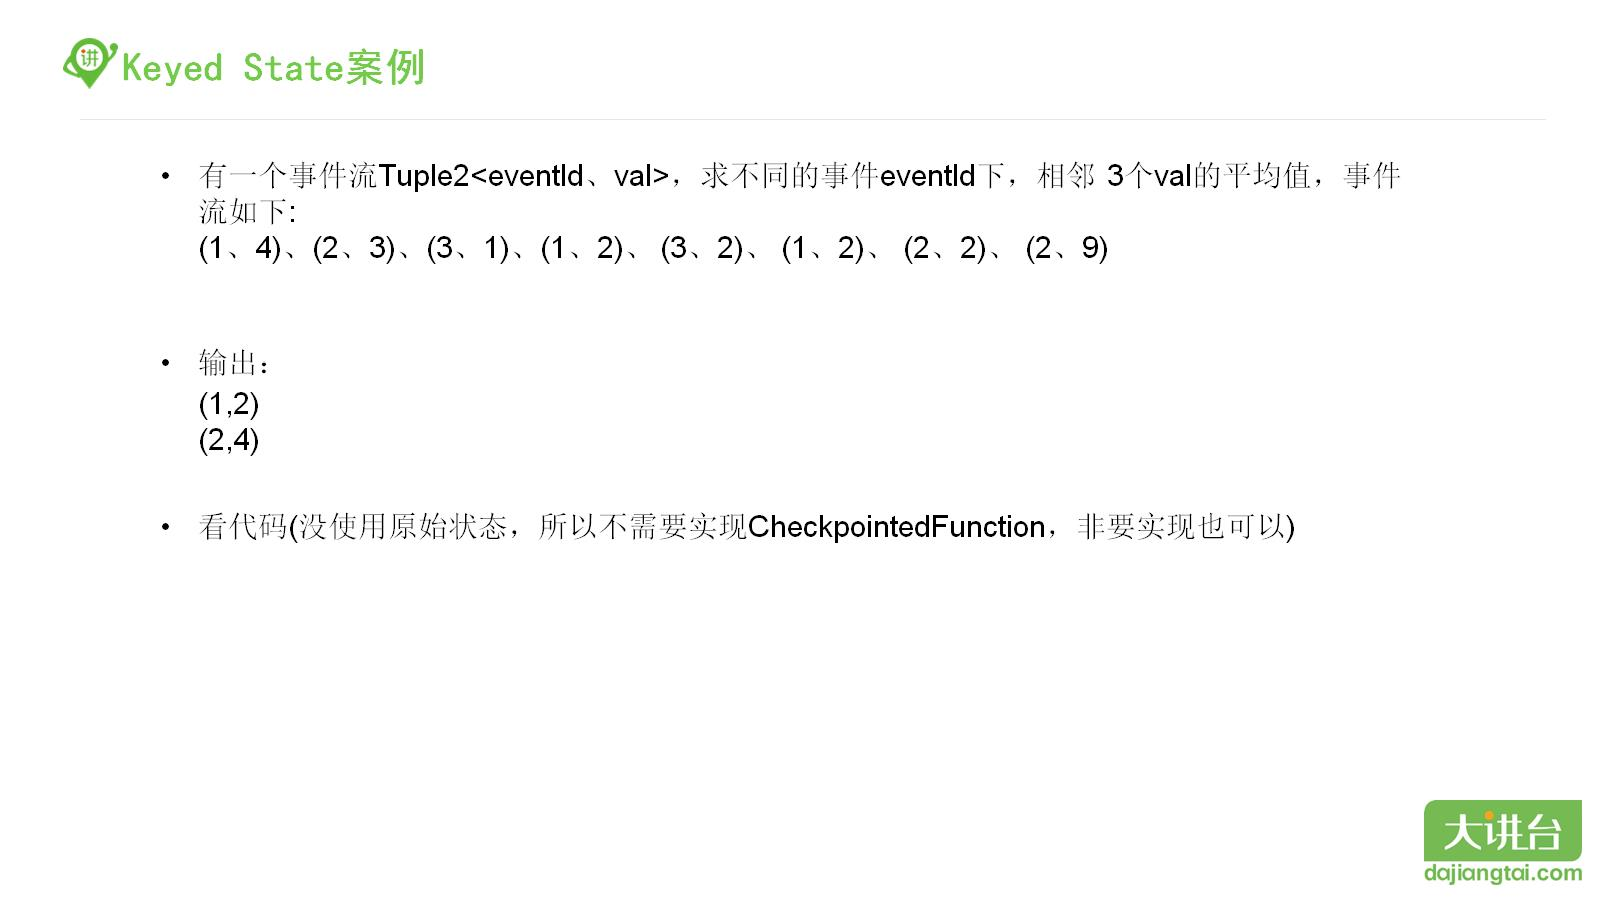 讲
Keyed State案例
• 有一个事件流Tuple2<eventId、val>，求不同的事件eventId下，相邻 3个val的平均值，事件
流如下:
(1、4)、(2、3)、(3、1)、(1、2)、 (3、2)、 (1、2)、 (2、2)、 (2、9)
• 输出：
(1,2)
(2,4)
• 看代码(没使用原始状态，所以不需要实现CheckpointedFunction，非要实现也可以)
大讲台
dajiangtai.com